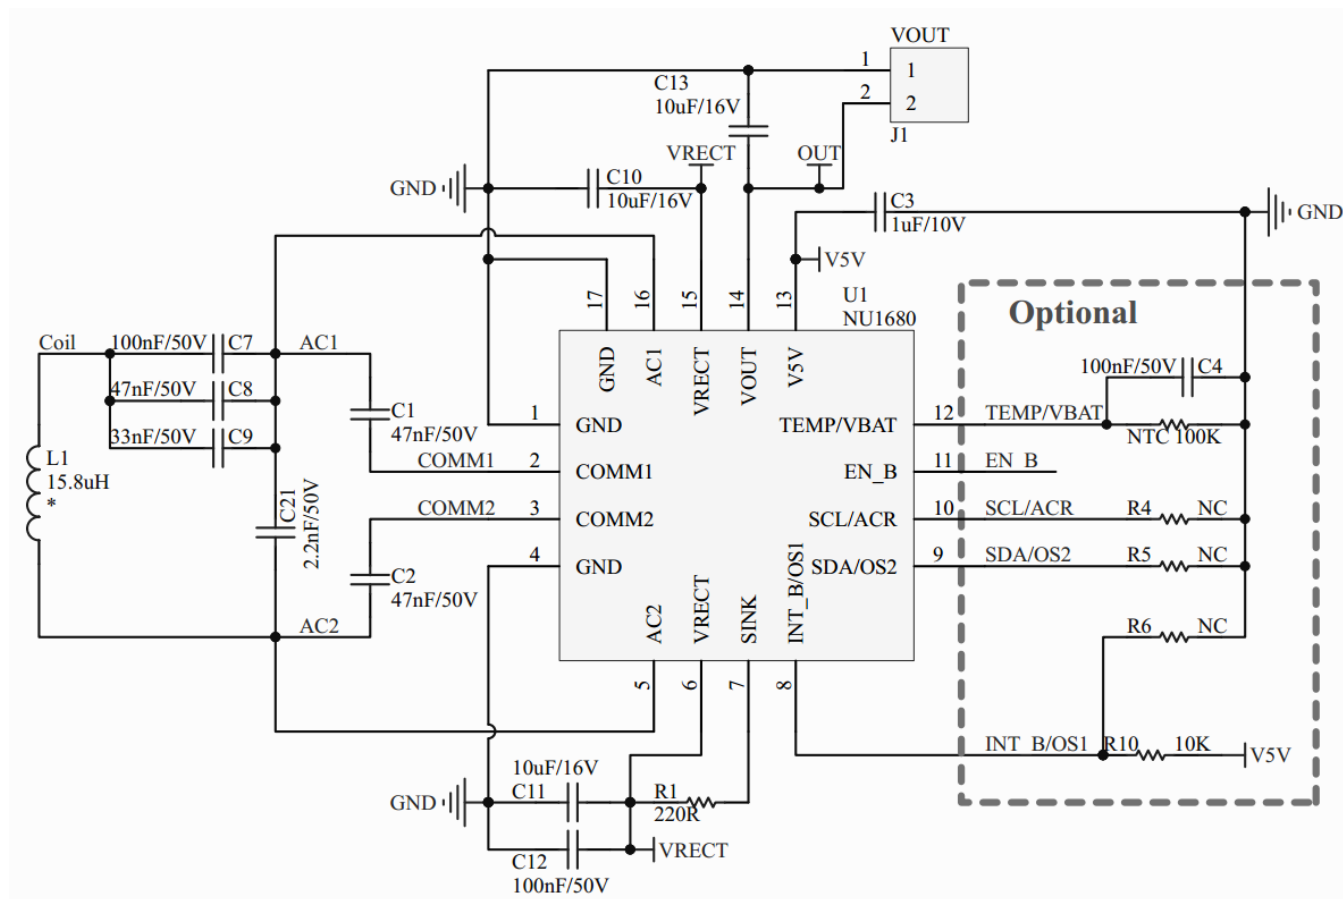 VOUT
1
1
2
2
J1
C13
10uF/16V
VRECT
OUT
GND
C10
10uF/16V
C3
1uF/10V
GND
V5V
17
16
15
14
13
U1
NU1680
Optional
Coil
100nF/50V
C7
AC1
47nF/50V
C8
33nF/50V
C9
C1
47nF/50V
L1
15.8uH
*
C21
2.2nF/50V
COMM1
COMM2
C2
47nF/50V
AC2
GND
AC1
VRECT
VOUT
V5V
1
GND
2
COMM1
3
COMM2
4
GND
TEMP/VBAT
12
TEMP/VBAT
EN_B
11
EN_B
SCL/ACR
10
SCL/ACR
SDA/OS2
9
SDA/OS2
AC2
VRECT
SINK
INT_B/OS1
5
6
7
8
100nF/50V
C4
NTC 100K
R4
NC
R5
NC
R6
NC
INT_B/OS1
R10
10K
V5V
GND
10uF/16V
C11
R1
220R
C12
100nF/50V
VRECT